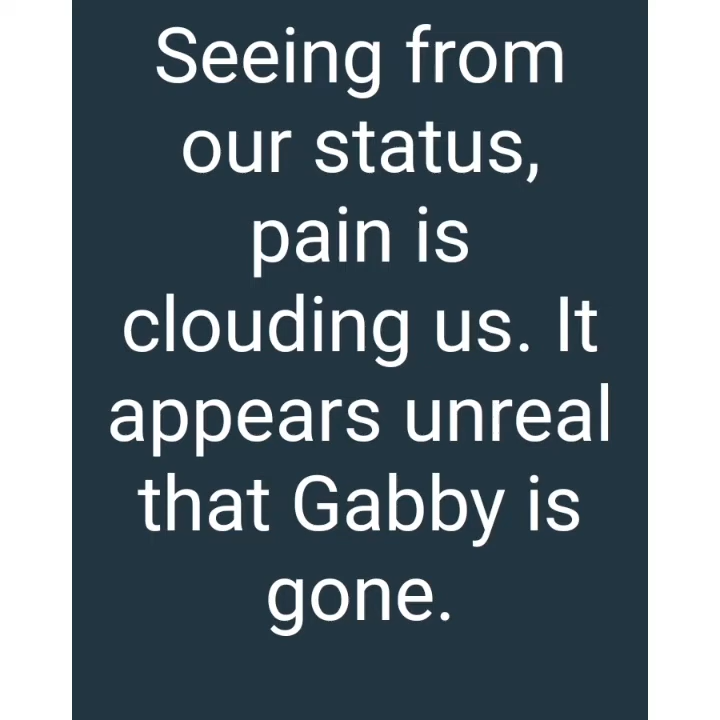 Seeing from
our status,
pain is
clouding us. It
appears unreal
that Gabby is
gone.